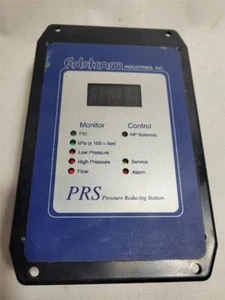 Edstrom
INDUSTRIES, INC.
Monitor Control
PSI HP Solenoid
kPa (x 100 = bar)
Low Pressure
High Pressure Service
Flow Alarm
PRS Pressure Reducing Station